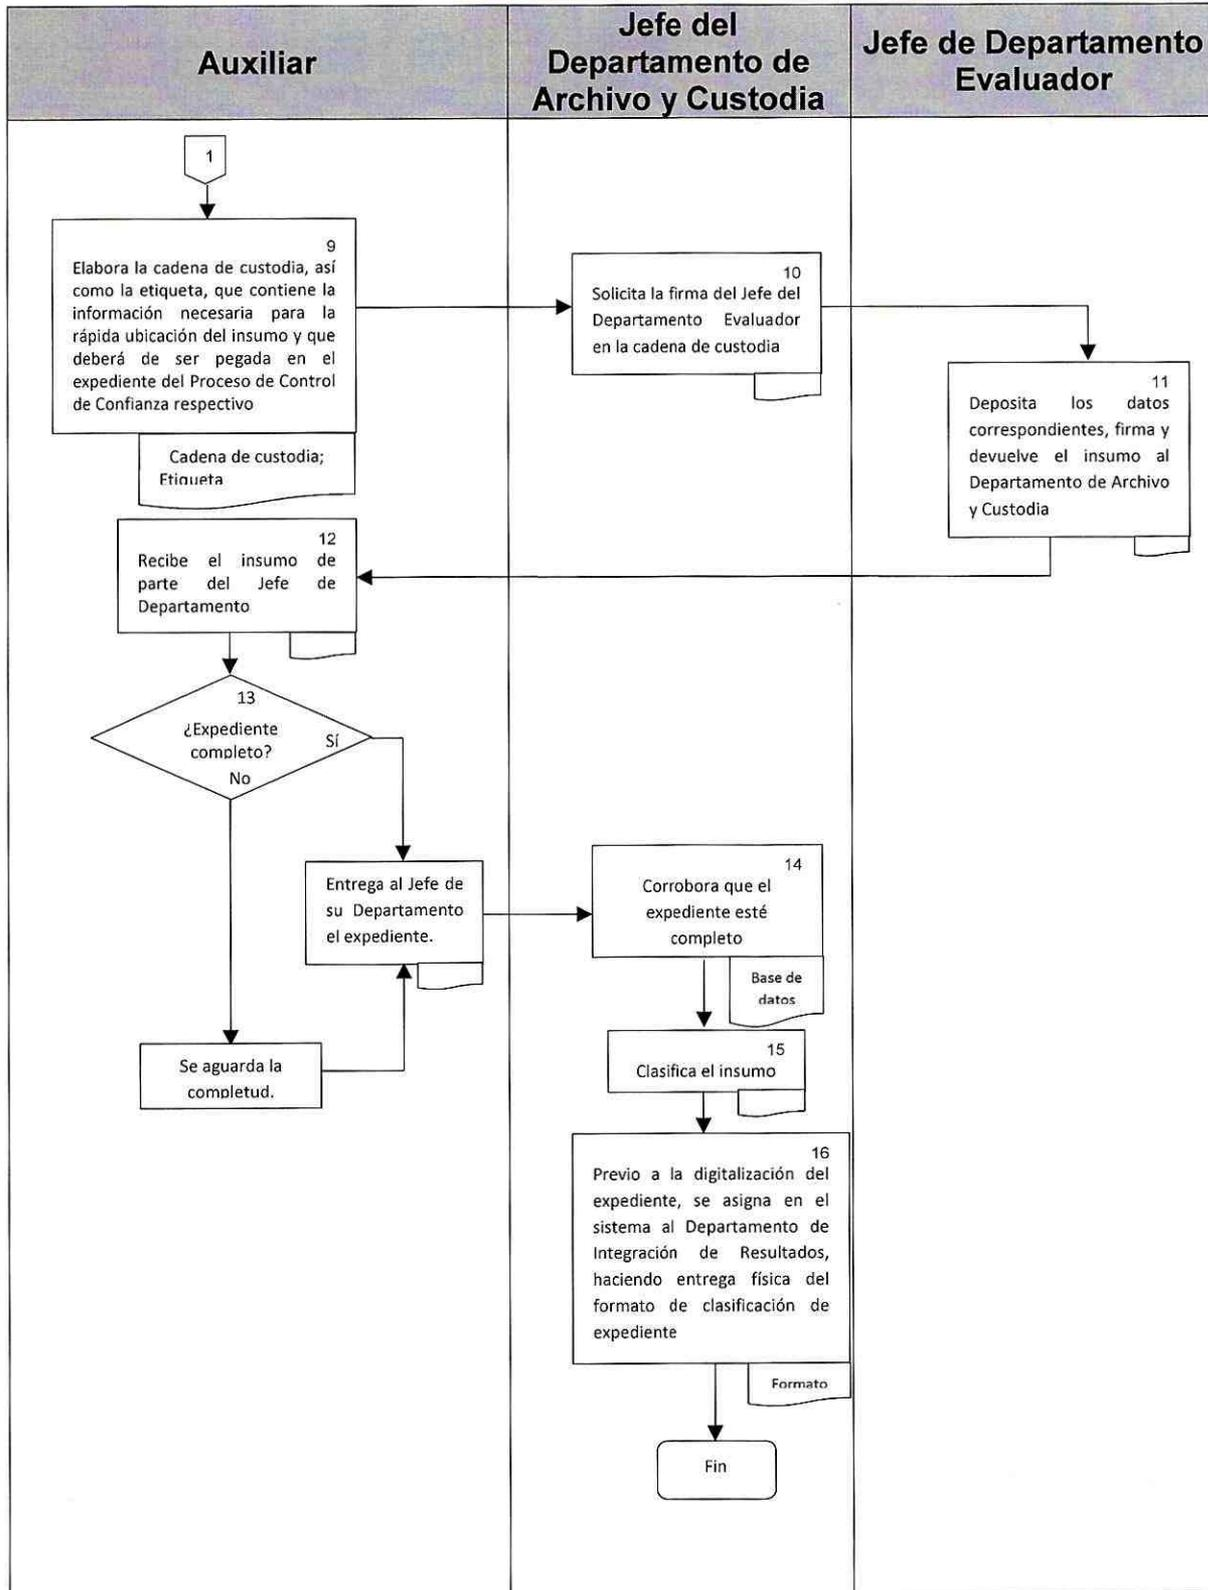 Auxiliar
Jefe del
Departamento de
Archivo y Custodia
Jefe de Departamento
Evaluador
1
9
Elabora la cadena de custodia, así
como la etiqueta, que contiene la
información necesaria para la
rápida ubicación del insumo y que
deberá de ser pegada en el
expediente del Proceso de Control
de Confianza respectivo
Cadena de custodia;
Etiqueta
10
Solicita la firma del Jefe del
Departamento Evaluador
en la cadena de custodia
11
Deposita los datos
correspondientes, firma y
devuelve el insumo al
Departamento de Archivo
y Custodia
12
Recibe el insumo de
parte del Jefe de
Departamento
13
¿Expediente
completo?
Sí
No
Entrega al Jefe de
su Departamento
el expediente.
Se aguarda la
completud.
14
Corrobora que el
expediente esté
completo
Base de
datos
15
Clasifica el insumo
16
Previo a la digitalización del
expediente, se asigna en el
sistema al Departamento de
Integración de Resultados,
haciendo entrega física del
formato de clasificación de
expediente
Formato
Fin